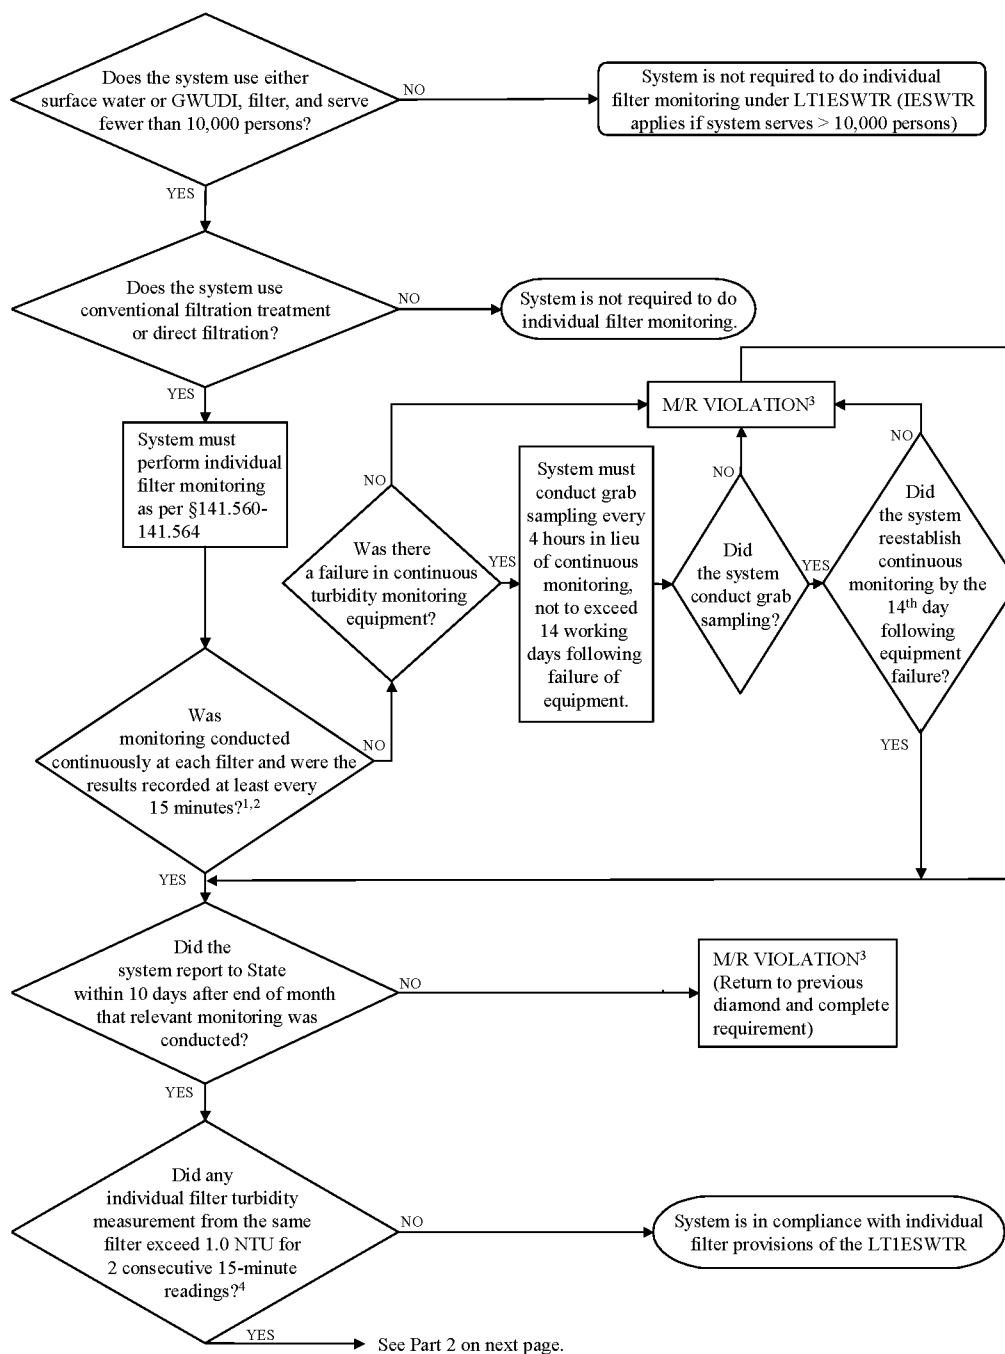 Does the system use either
surface water or GWUDI, filter, and serve
fewer than 10,000 persons?
NO
System is not required to do individual
filter monitoring under LT1ESWTR (IESWTR
applies if system serves > 10,000 persons)
YES
Does the system use
conventional filtration treatment
or direct filtration?
NO
System is not required to do
individual filter monitoring.
YES
System must
perform individual
filter monitoring
as per §141.560-
141.564
M/R VIOLATION³
NO
Was there
a failure in continuous
turbidity monitoring
equipment?
YES
System must
conduct grab
sampling every
4 hours in lieu
of continuous
monitoring,
not to exceed
14 working
days following
failure of
equipment.
NO
Did
the system
conduct grab
sampling?
YES
NO
Did
the system
reestablish
continuous
monitoring by the
14th day
following
equipment
failure?
YES
Was
monitoring conducted
continuously at each filter and were the
results recorded at least every
15 minutes?1,2
NO
YES
Did the
system report to State
within 10 days after end of month
that relevant monitoring was
conducted?
NO
M/R VIOLATION³
(Return to previous
diamond and complete
requirement)
YES
Did any
individual filter turbidity
measurement from the same
filter exceed 1.0 NTU for
2 consecutive 15-minute
readings?4
NO
System is in compliance with individual
filter provisions of the LT1ESWTR
YES
See Part 2 on next page.